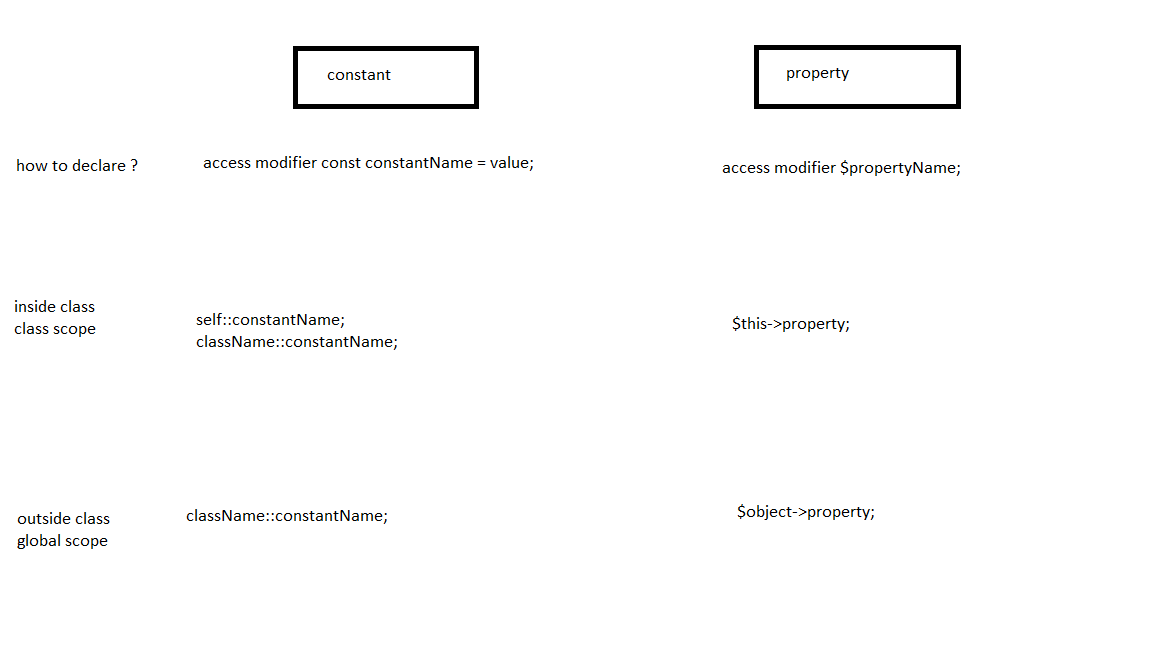 constant
property
how to declare ?
access modifier const constantName = value;
access modifier $propertyName;
inside class
class scope
self::constantName;
className::constantName;
$this->property;
outside class
global scope
className::constantName;
$object->property;